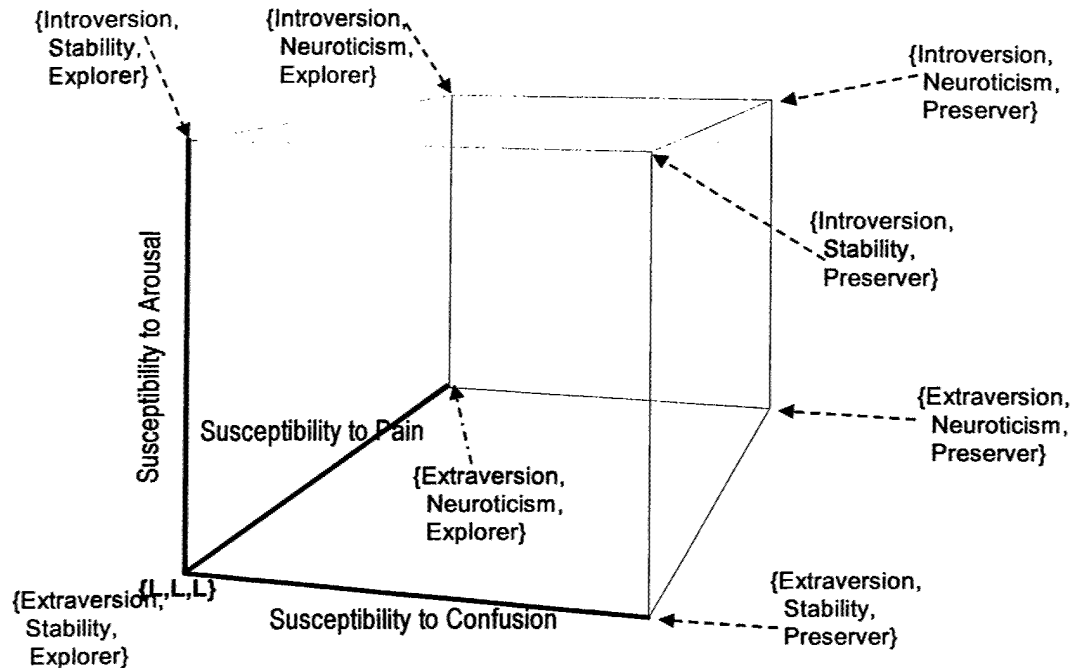 {Introversion,
Stability,
Explorer}
{Introversion,
Neuroticism,
Explorer}
{Introversion,
Neuroticism,
Preserver}
{Introversion,
Stability,
Preserver}
Susceptibility to Arousal
Susceptibility to Pain
{Extraversion,
Neuroticism,
Preserver}
{Extraversion,
Neuroticism,
Explorer}
{L,L,L}
{Extraversion,
Stability,
Explorer}
Susceptibility to Confusion
{Extraversion,
Stability,
Preserver}